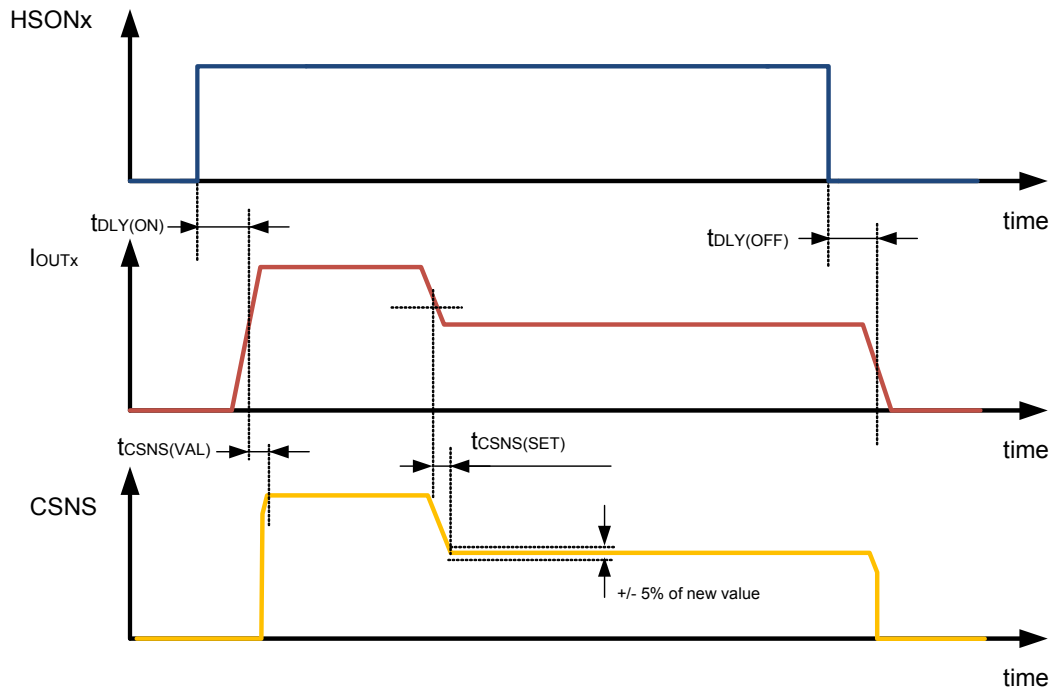 HSONx
time
tDLY(ON)
tDLY(OFF)
IOUTx
time
tCSNS(VAL)
tCSNS(SET)
CSNS
+/- 5% of new value
time